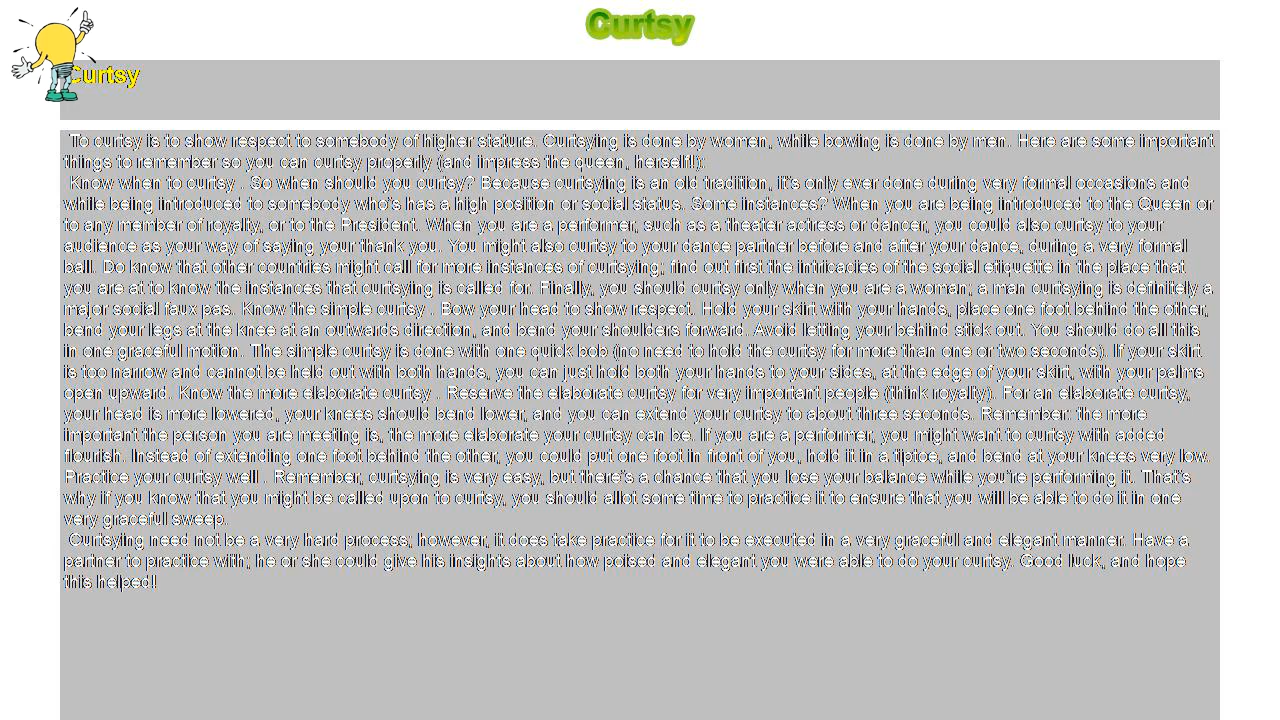 Curtsy
Curtsy
To curtsy is to show respect to somebody of higher stature. Curtsying is done by women, while bowing is done by men. Here are some important
things to remember so you can curtsy properly (and impress the queen, herself!):
Know when to curtsy . So when should you curtsy? Because curtsying is an old tradition, it's only ever done during very formal occasions and
while being introduced to somebody who's has a high position or social status. Some instances? When you are being introduced to the Queen or
to any member of royalty, or to the President. When you are a performer, such as a theater actress or dancer, you could also curtsy to your
audience as your way of saying your thank you. You might also curtsy to your dance partner before and after your dance, during a very formal
ball. Do know that other countries might call for more instances of curtsying; find out first the intricacies of the social etiquette in the place that
you are at to know the instances that curtsying is called for. Finally, you should curtsy only when you are a woman; a man curtsying is definitely a
major social faux pas. Know the simple curtsy . Bow your head to show respect. Hold your skirt with your hands, place one foot behind the other,
bend your legs at the knee at an outwards direction, and bend your shoulders forward. Avoid letting your behind stick out. You should do all this
in one graceful motion. The simple curtsy is done with one quick bob (no need to hold the curtsy for more than one or two seconds). If your skirt
is too narrow and cannot be held out with both hands, you can just hold both your hands to your sides, at the edge of your skirt, with your palms
open upward. Know the more elaborate curtsy . Reserve the elaborate curtsy for very important people (think royalty). For an elaborate curtsy,
your head is more lowered, your knees should bend lower, and you can extend your curtsy to about three seconds. Remember: the more
important the person you are meeting is, the more elaborate your curtsy can be. If you are a performer, you might want to curtsy with added
flourish. Instead of extending one foot behind the other, you could put one foot in front of you, hold it in a tiptoe, and bend at your knees very low.
Practice your curtsy well . Remember, curtsying is very easy, but there's a chance that you lose your balance while you're performing it. That's
why if you know that you might be called upon to curtsy, you should allot some time to practice it to ensure that you will be able to do it in one
very graceful sweep.
Curtsying need not be a very hard process; however, it does take practice for it to be executed in a very graceful and elegant manner. Have a
partner to practice with; he or she could give his insights about how poised and elegant you were able to do your curtsy. Good luck, and hope
this helped!